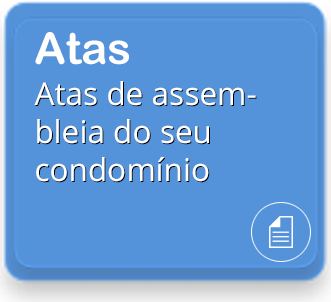 Atas
Atas de assem-
bleia do seu
condomínio